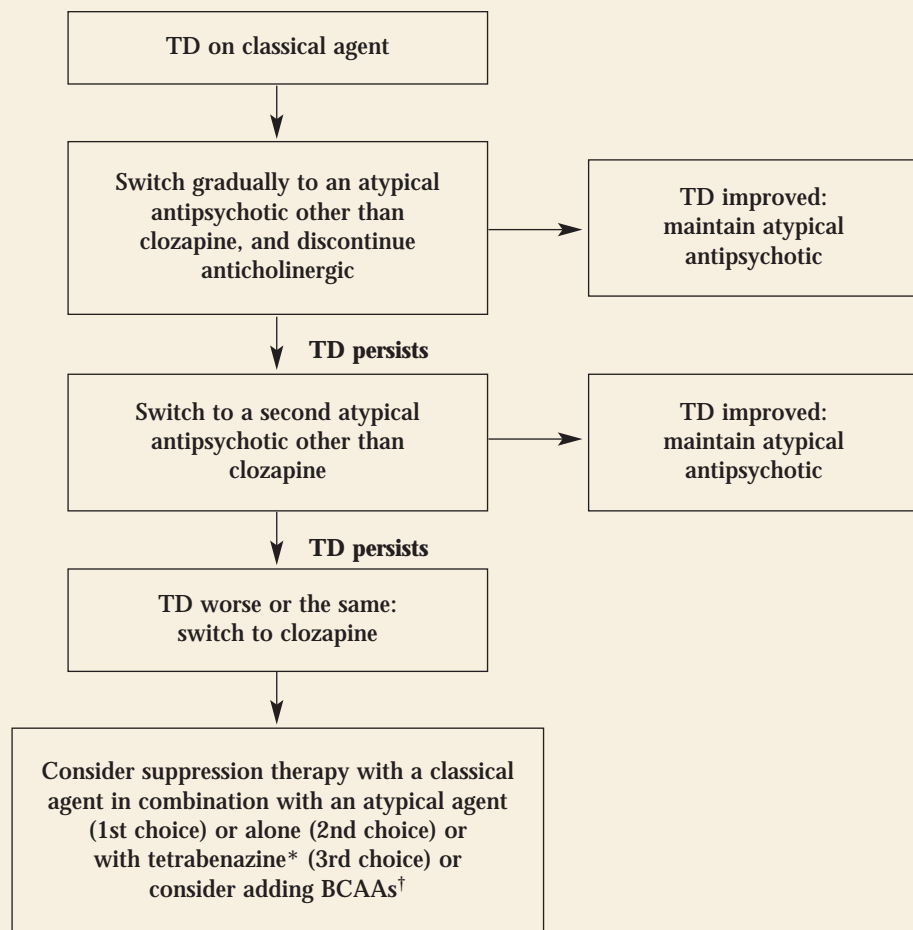 TD on classical agent
Switch gradually to an atypical
antipsychotic other than
clozapine, and discontinue
anticholinergic
TD improved:
maintain atypical
antipsychotic
TD persists
Switch to a second atypical
antipsychotic other than
clozapine
TD improved:
maintain atypical
antipsychotic
TD persists
TD worse or the same:
switch to clozapine
Consider suppression therapy with a classical
agent in combination with an atypical agent
(1st choice) or alone (2nd choice) or
with tetrabenazine* (3rd choice) or
consider adding BCAAs†